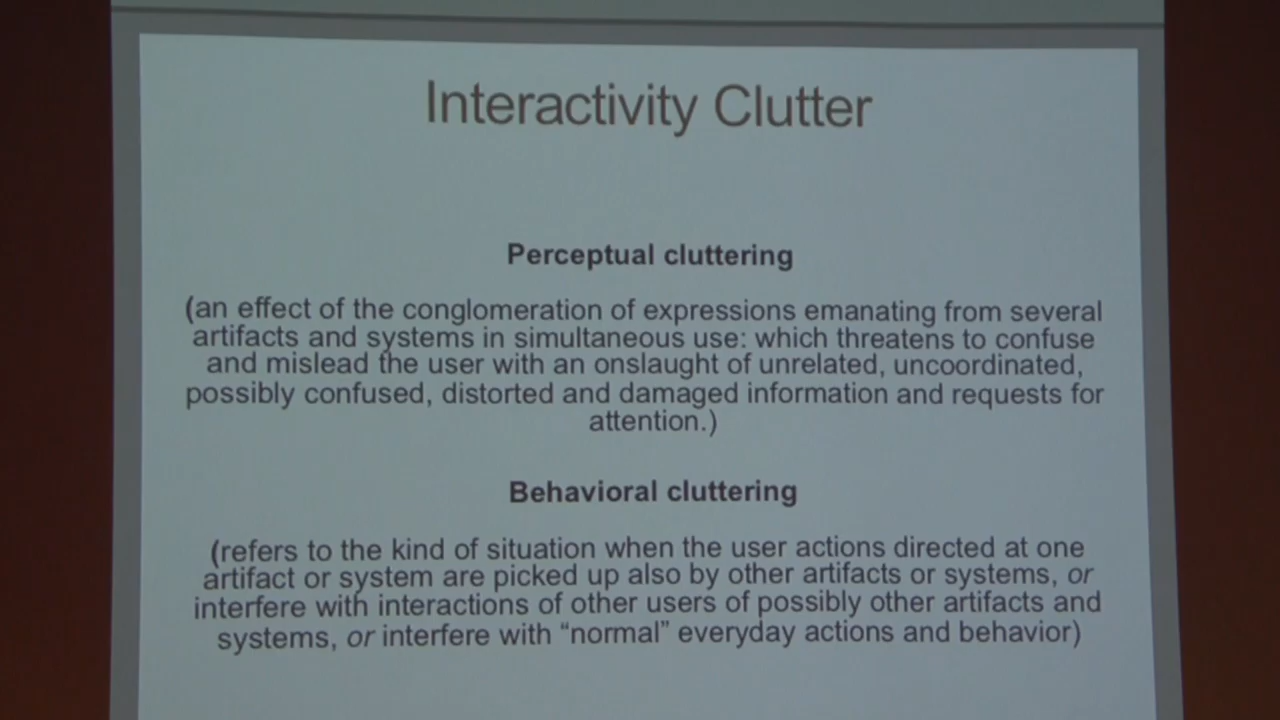 Interactivity Clutter
Perceptual cluttering
(an effect of the conglomeration of expressions emanating from several
artifacts and systems in simultaneous use: which threatens to confuse
and mislead the user with an onslaught of unrelated, uncoordinated,
possibly confused, distorted and damaged information and requests for
attention.)
Behavioral cluttering
(refers to the kind of situation when the user actions directed at one
artifact or system are picked up also by other artifacts or systems, or
interfere with interactions of other users of possibly other artifacts and
systems, or interfere with “normal” everyday actions and behavior)